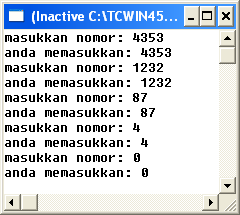 (Inactive C:\TCWIN45...
masukkan nomor: 4353
anda memasukkan: 4353
masukkan nomor: 1232
anda memasukkan: 1232
masukkan nomor: 87
anda memasukkan: 87
masukkan nomor: 4
anda memasukkan: 4
masukkan nomor: 0
anda memasukkan: 0